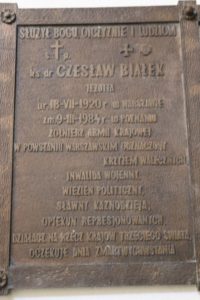 SŁUŻYŁ BOGU OJCZYŹNIE I LUDIOM
Ś. P.
ks. dr CZESŁAW BIAŁEK
JEZUITA
ur. 18-VII-1920 r. w WARSZAWIE
zm. 9-III-1984 r. w POZNANIU
ŻOŁNIERZ ARMII KRAJOWEJ
W POWSTANIU WARSZAWSKIM ODZNACZONY
KRZYŻEM WALECZNYCH
INWALIDA WOJENNY,
WIĘZIEŃ POLITYCZNY,
SŁAWNY KAZNODZIEJA,
OPIEKUN REPRESJONOWANYCH,
DZIAŁACZ NA RZECZ KRAJÓW TRZECIEGO ŚWIATA,
OCZEKUJE DNIA ZMARTWYCHWSTANIA